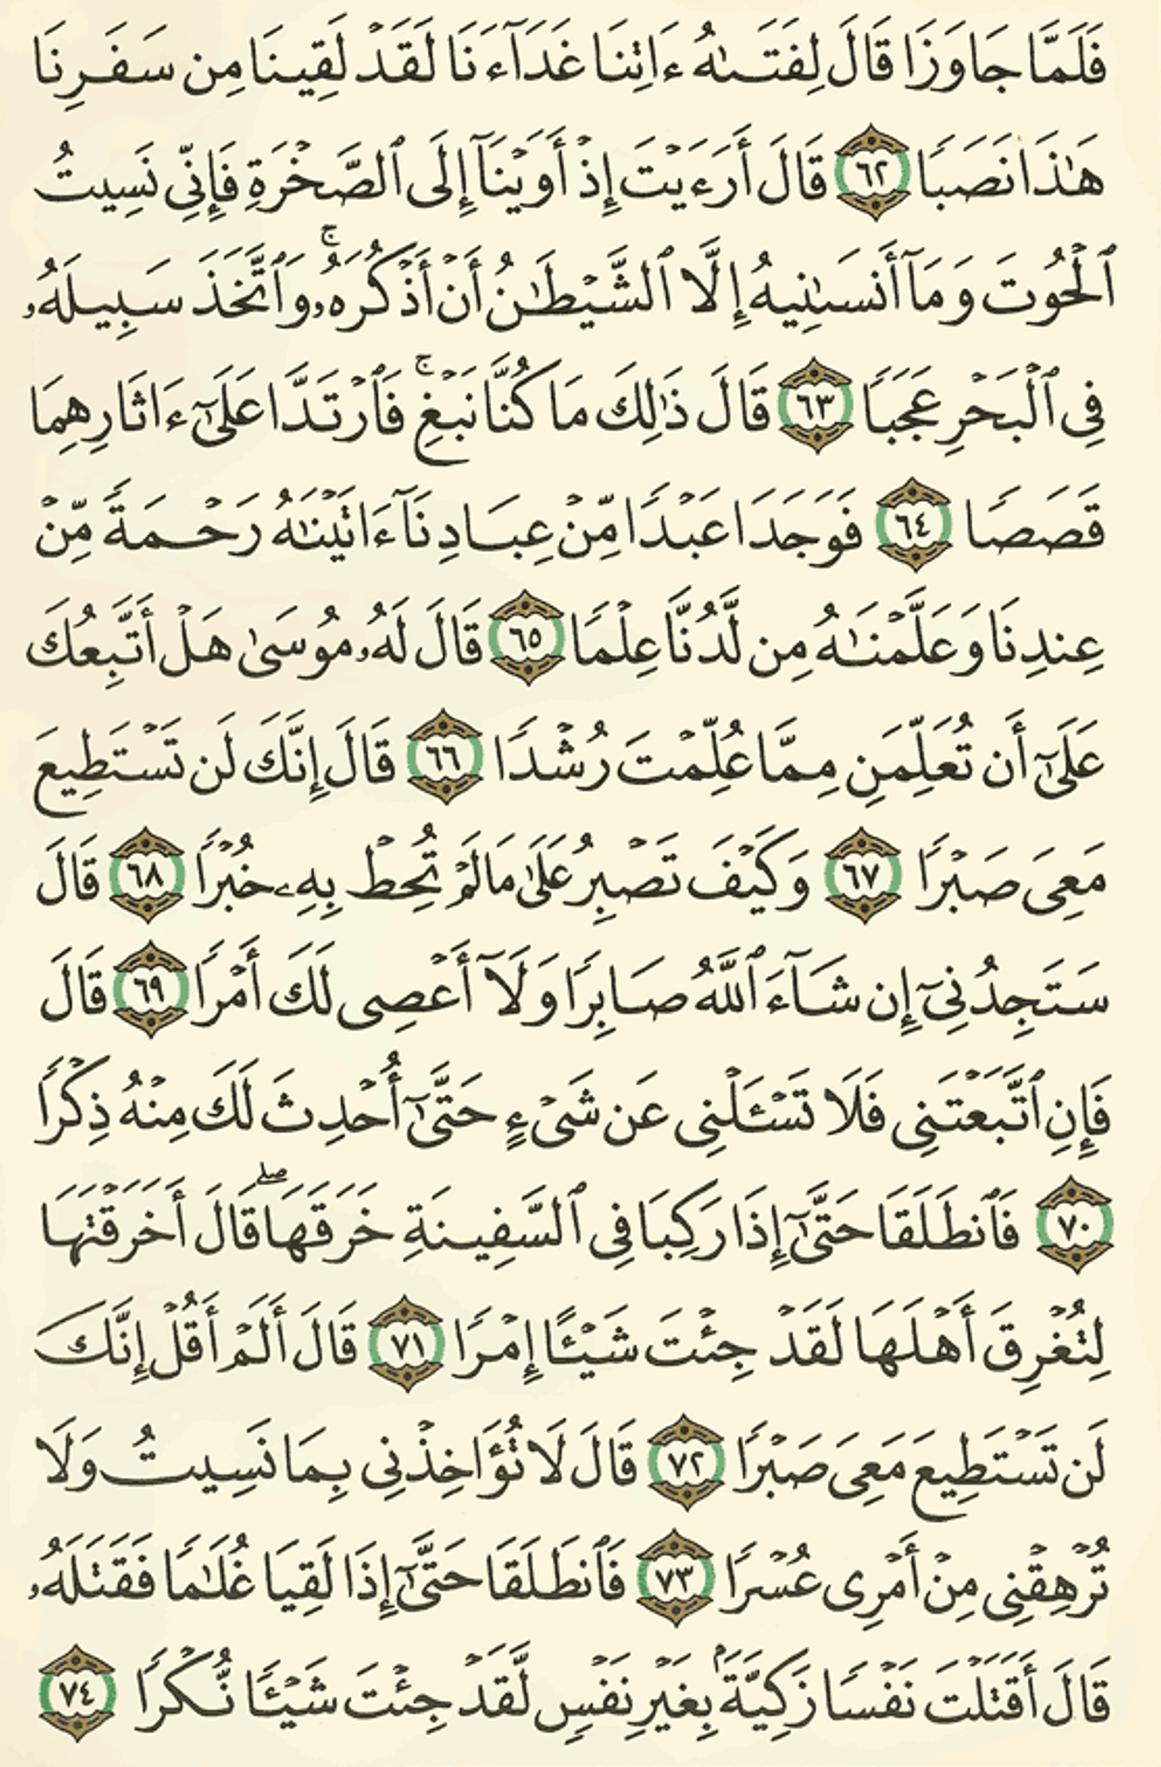 فَلَمَّا جَاوَزَا قَالَ لِفَتَىٰهُ ءَاتِنَا غَدَآءَنَا لَقَدْ لَقِينَا مِن سَفَرِنَا
هَٰذَا نَصَبًا ٦٢ قَالَ أَرَءَيْتَ إِذْ أَوَيْنَآ إِلَى ٱلصَّخْرَةِ فَإِنِّي نَسِيتُ
ٱلْحُوتَ وَمَآ أَنسَىٰنِيهُ إِلَّا ٱلشَّيْطَٰنُ أَنْ أَذْكُرَهُۥ ۚ وَٱتَّخَذَ سَبِيلَهُۥ
فِي ٱلْبَحْرِ عَجَبًا ٦٣ قَالَ ذَٰلِكَ مَا كُنَّا نَبْغِ ۚ فَٱرْتَدَّا عَلَىٰٓ ءَاثَارِهِمَا
قَصَصًا ٦٤ فَوَجَدَا عَبْدًا مِّنْ عِبَادِنَآ ءَاتَيْنَٰهُ رَحْمَةً مِّنْ
عِندِنَا وَعَلَّمْنَٰهُ مِن لَّدُنَّا عِلْمًا ٦٥ قَالَ لَهُۥ مُوسَىٰ هَلْ أَتَّبِعُكَ
عَلَىٰٓ أَن تُعَلِّمَنِ مِمَّا عُلِّمْتَ رُشْدًا ٦٦ قَالَ إِنَّكَ لَن تَسْتَطِيعَ
مَعِىَ صَبْرًا ٦٧ وَكَيْفَ تَصْبِرُ عَلَىٰ مَا لَمْ تُحِطْ بِهِۦ خُبْرًا ٦٨ قَالَ
سَتَجِدُنِىٓ إِن شَآءَ ٱللَّهُ صَابِرًا وَلَآ أَعْصِى لَكَ أَمْرًا ٦٩ قَالَ
فَإِنِ ٱتَّبَعْتَنِى فَلَا تَسْـَٔلْنِى عَن شَىْءٍ حَتَّىٰٓ أُحْدِثَ لَكَ مِنْهُ ذِكْرًا
٧٠ فَٱنطَلَقَا حَتَّىٰٓ إِذَا رَكِبَا فِى ٱلسَّفِينَةِ خَرَقَهَا ۖ قَالَ أَخَرَقْتَهَا
لِتُغْرِقَ أَهْلَهَا لَقَدْ جِئْتَ شَيْـًٔا إِمْرًا ٧١ قَالَ أَلَمْ أَقُلْ إِنَّكَ
لَن تَسْتَطِيعَ مَعِىَ صَبْرًا ٧٢ قَالَ لَا تُؤَاخِذْنِى بِمَا نَسِيتُ وَلَا
تُرْهِقْنِى مِنْ أَمْرِى عُسْرًا ٧٣ فَٱنطَلَقَا حَتَّىٰٓ إِذَا لَقِيَا غُلَٰمًا فَقَتَلَهُۥ
قَالَ أَقَتَلْتَ نَفْسًا زَكِيَّةًۢ بِغَيْرِ نَفْسٍ لَّقَدْ جِئْتَ شَيْـًٔا نُّكْرًا ٧٤